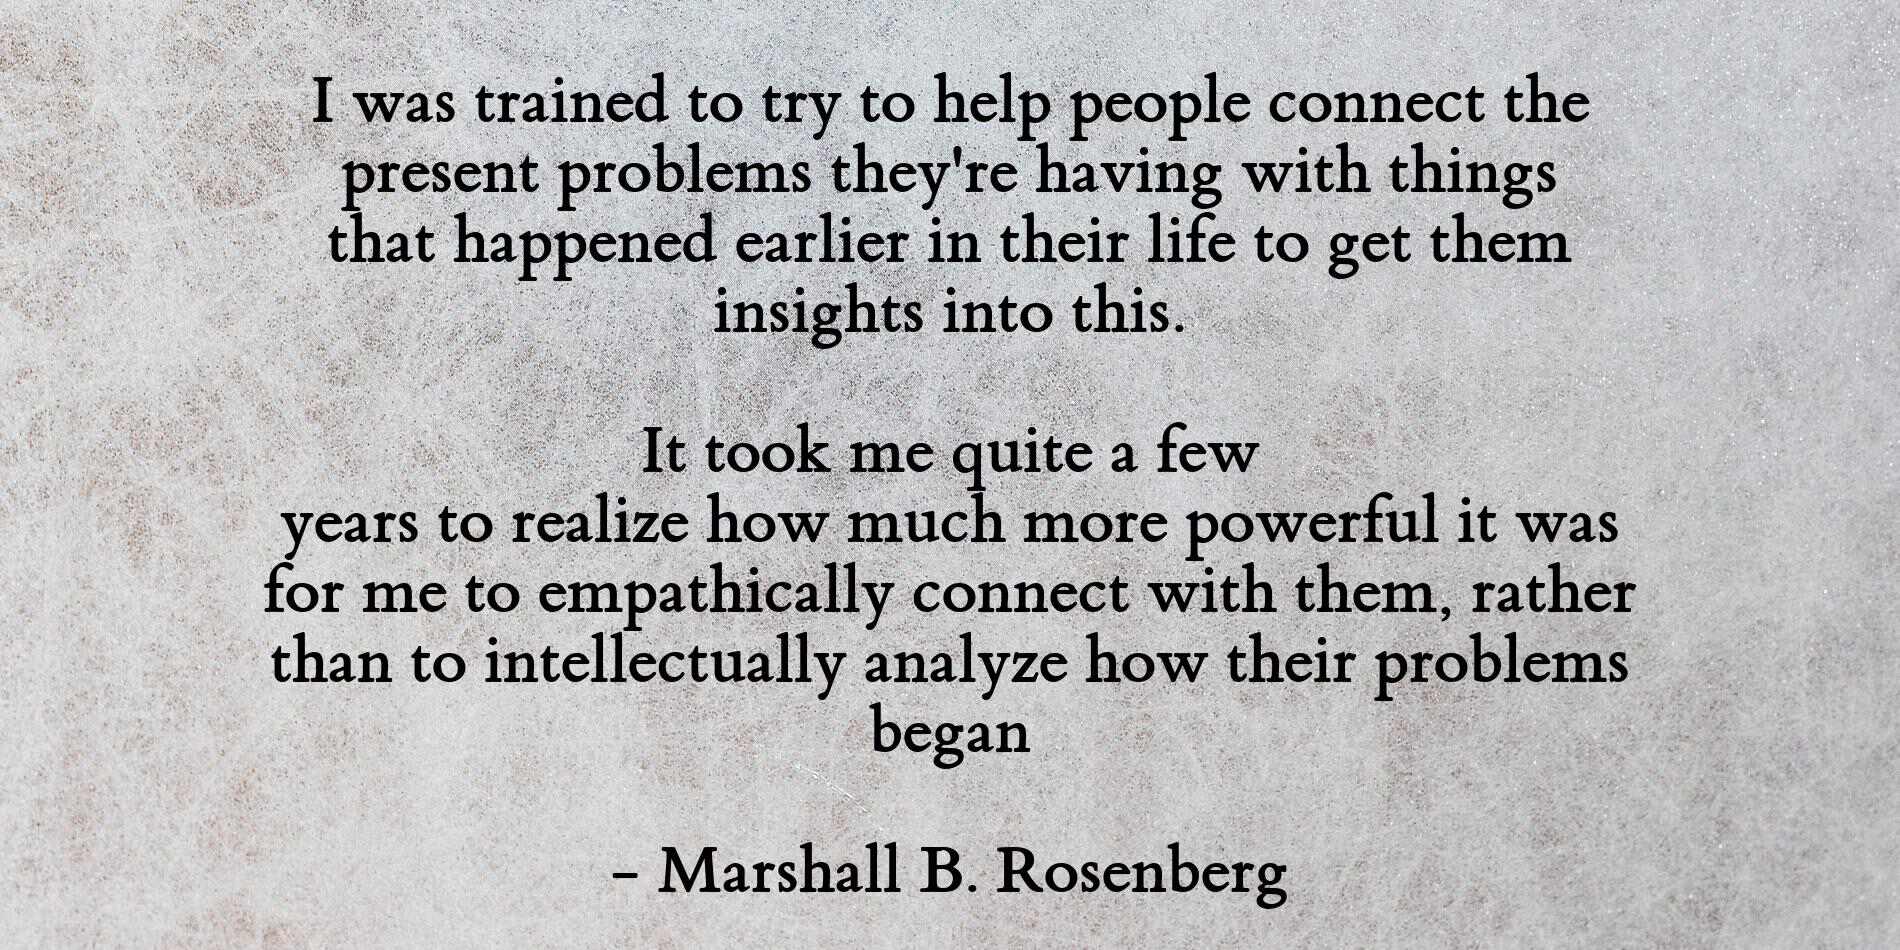 I was trained to try to help people connect the
present problems they're having with things
that happened earlier in their life to get them
insights into this.
It took me quite a few
years to realize how much more powerful it was
for me to empathically connect with them, rather
than to intellectually analyze how their problems
began
– Marshall B. Rosenberg